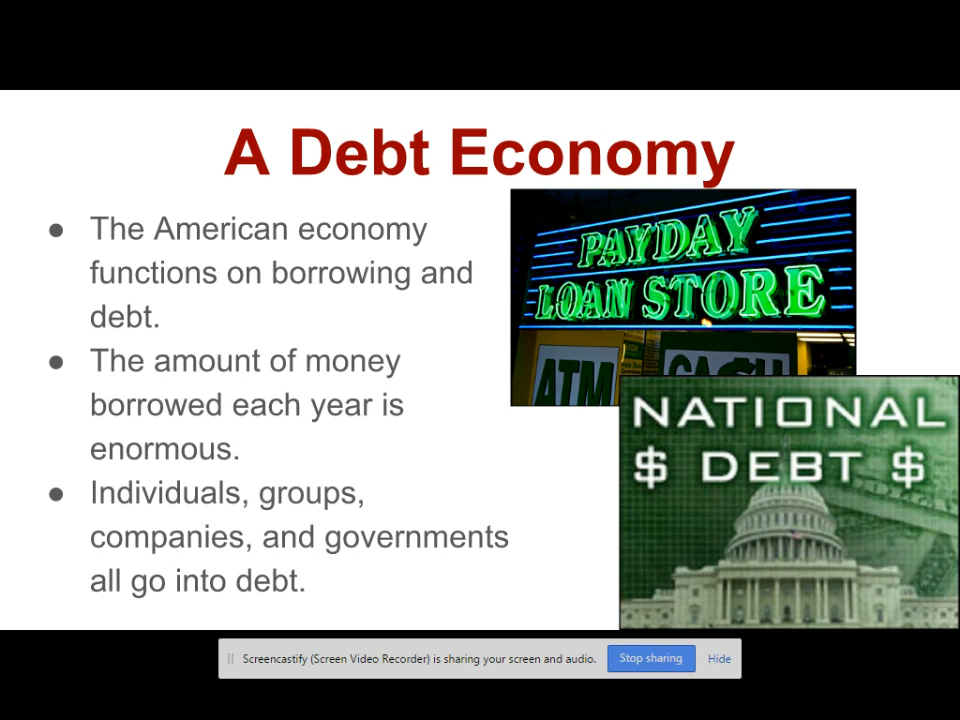 A Debt Economy
● The American economy
functions on borrowing and
debt.
● The amount of money
borrowed each year is
enormous.
● Individuals, groups,
companies, and governments
all go into debt.
PAYDAY
LOAN STORE
ATM
CASH
NATIONAL
$ DEBT $
Screencastify (Screen Video Recorder) is sharing your screen and audio. Stop sharing Hide